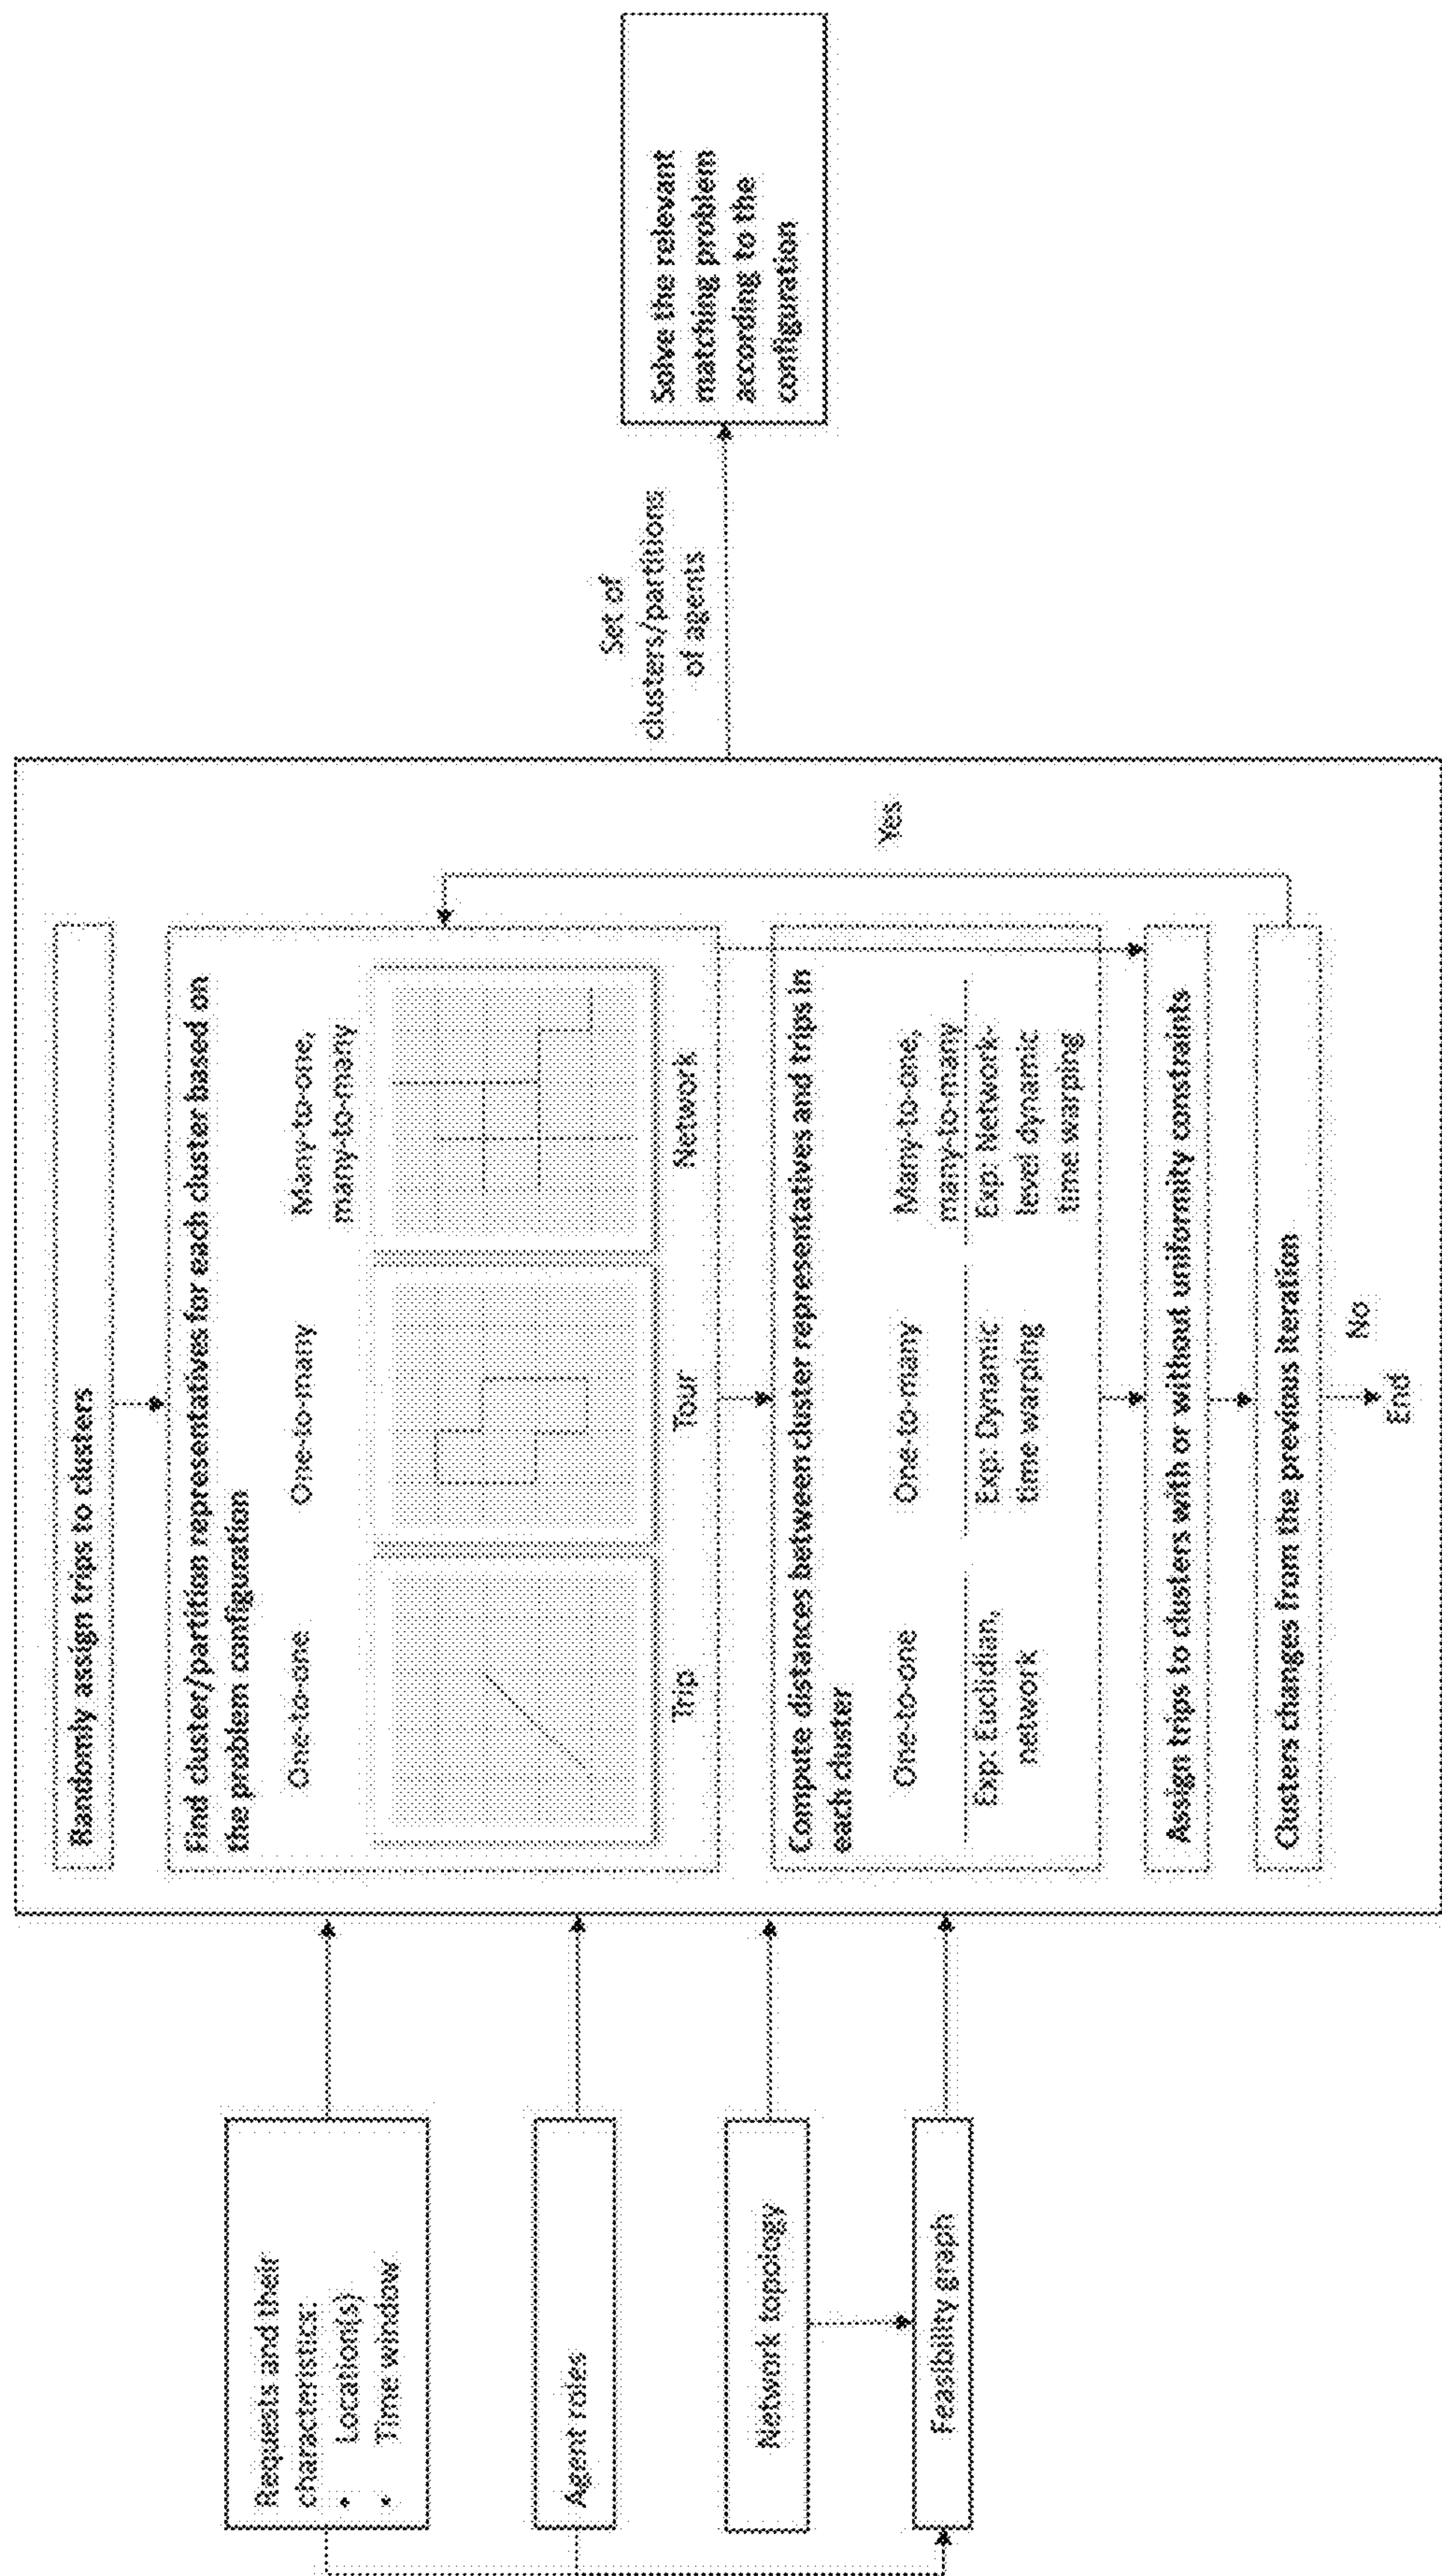 Requests and their
characteristics:
• Location(s)
• Time window
Agent roles
Network topology
Feasibility graph
Randomly assign trips to clusters
Find cluster/partition representatives for each cluster based on
the problem configuration
One-to-one
One-to-many
Many-to-one,
many-to-many
Trip
Tour
Network
Compute distances between cluster representatives and trips in
each cluster
One-to-one
Exp: Euclidian,
network
One-to-many
Exp: Dynamic
time warping
Many-to-one,
many-to-many
Exp: Network-
level dynamic
time warping
Assign trips to clusters with or without uniformity constraints
Clusters changes from the previous iteration
Yes
No
End
Set of
clusters/partitions
of agents
Solve the relevant
matching problem
according to the
configuration